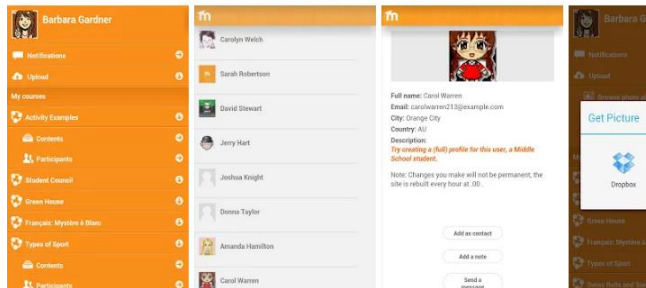 Barbara Gardner
Notifications
Upload
My courses
Activity Examples
Contents
Participants
Student Council
Green House
Français: Mystère à Blanc
Types of Sport
Contents
Participants
m
Carolyn Welch
Sarah Robertson
David Stewart
Jerry Hart
Joshua Knight
Donna Taylor
Amanda Hamilton
Carol Warren
m
Full name: Carol Warren
Email: carolwarren213@example.com
City: Orange City
Country: AU
Description:
Try creating a (full) profile for this user, a Middle
School student.
Note: Changes you make will not be permanent, the
site is rebuilt every hour at .00 .
Add as contact
Add a note
Send a
message
Barbara G
Notifications
Upload
Get Picture
Dropbox
Green House
Français: Mystère à
Types of Sport